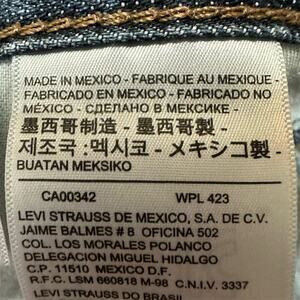 MADE IN MEXICO - FABRIQUE AU MEXIQUE -
FABRICADO EN MEXICO - FABRICADO NO
MÉXICO - СДЕЛАНО В МЕКСИКЕ -
墨西哥制造 - 墨西哥製 -
제조국 :멕시코 - メキシコ製 -
BUATAN MEKSIKO
CA00342 WPL 423
LEVI STRAUSS DE MEXICO, S.A. DE C.V.
JAIME BALMES # 8 OFICINA 502
COL. LOS MORALES POLANCO
DELEGACION MIGUEL HIDALGO
C.P. 11510 MEXICO D.F.
R.F.C. LSM 660818 M-98 C.N.I.V. 3337
LEVI STRAUSS DO BRASIL